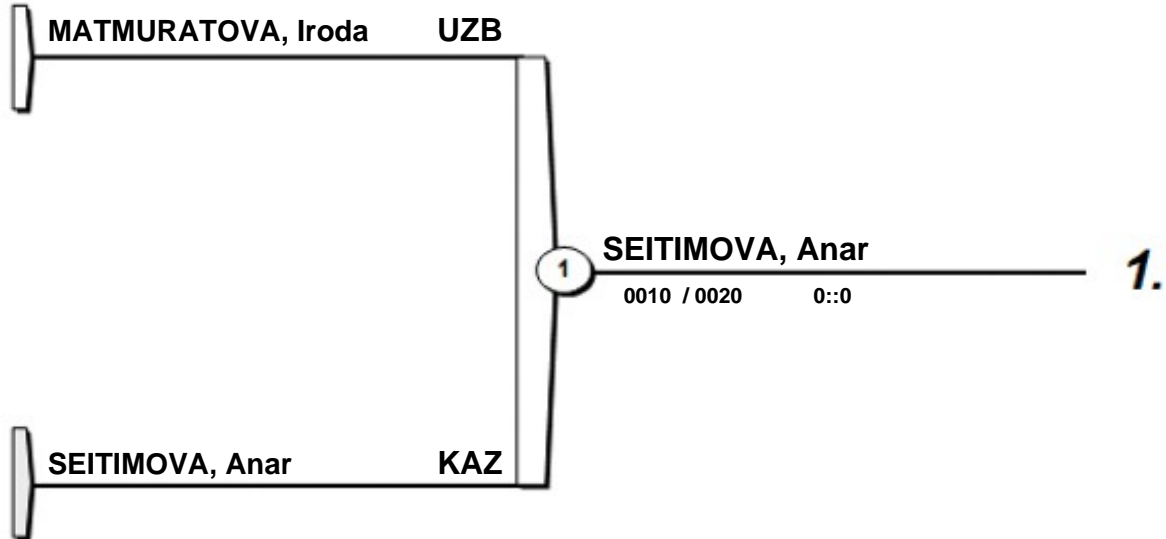 MATMURATOVA, Iroda UZB
1 SEITIMOVA, Anar 1.
0010 / 0020 0::0
SEITIMOVA, Anar KAZ